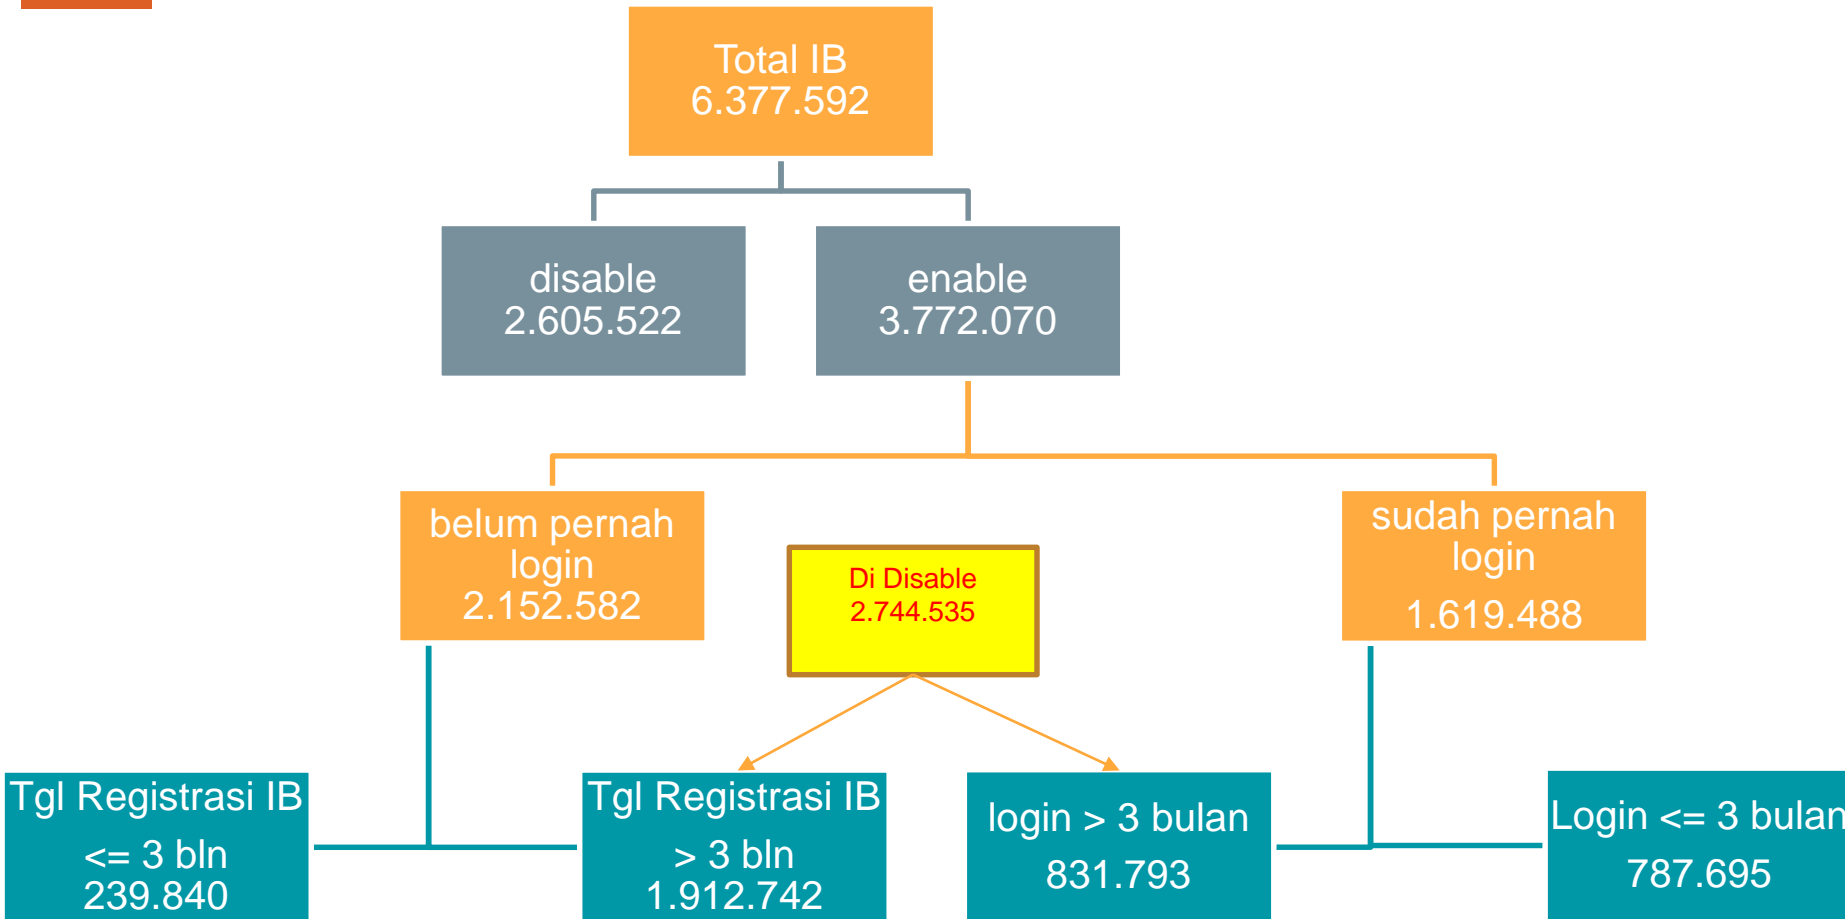 Total IB
6.377.592
disable
2.605.522
enable
3.772.070
belum pernah
login
2.152.582
Di Disable
2.744.535
sudah pernah
login
1.619.488
Tgl Registrasi IB
<= 3 bln
239.840
Tgl Registrasi IB
> 3 bln
1.912.742
login > 3 bulan
831.793
Login <= 3 bulan
787.695